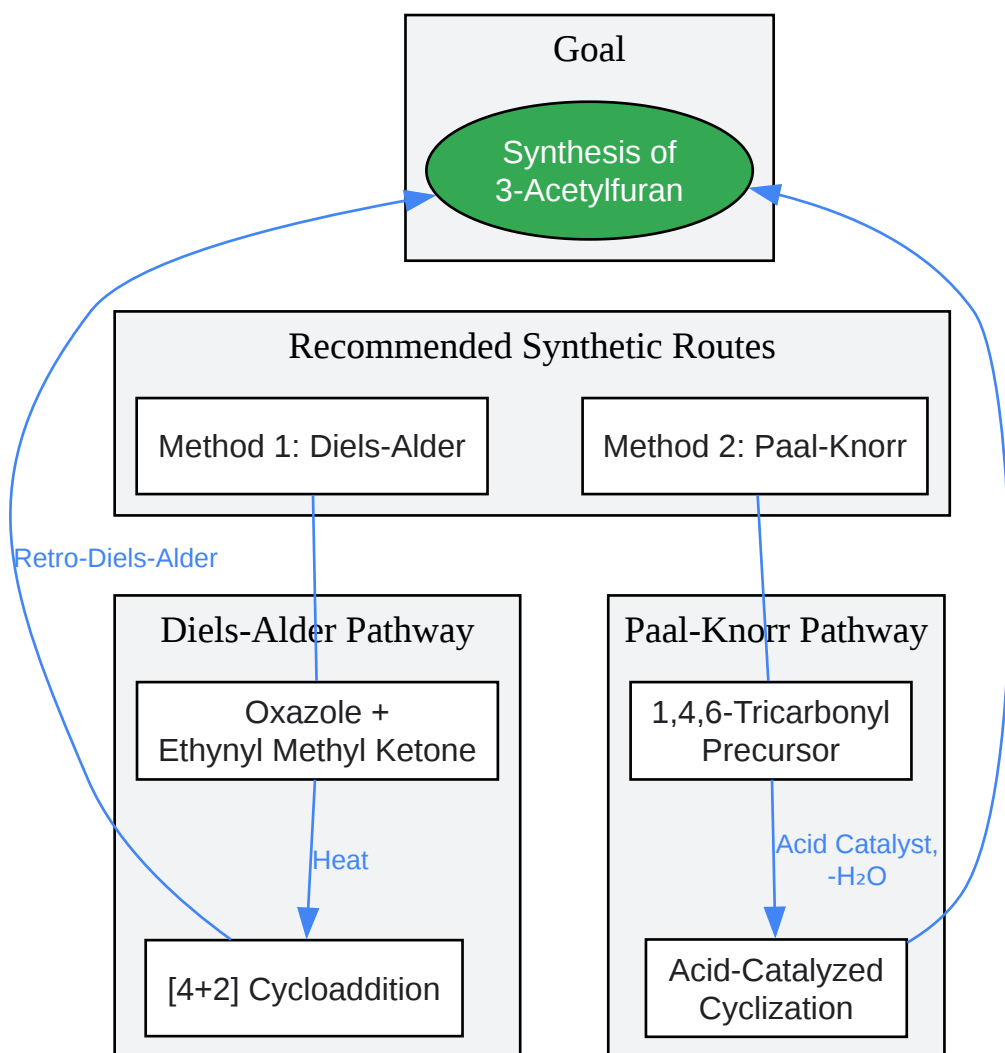 Goal
Synthesis of
3-Acetylfuran
Recommended Synthetic Routes
Method 1: Diels-Alder
Method 2: Paal-Knorr
Retro-Diels-Alder
Diels-Alder Pathway
Paal-Knorr Pathway
Oxazole +
Ethynyl Methyl Ketone
1,4,6-Tricarbonyl
Precursor
Heat
Acid Catalyst,
-H₂O
[4+2] Cycloaddition
Acid-Catalyzed
Cyclization